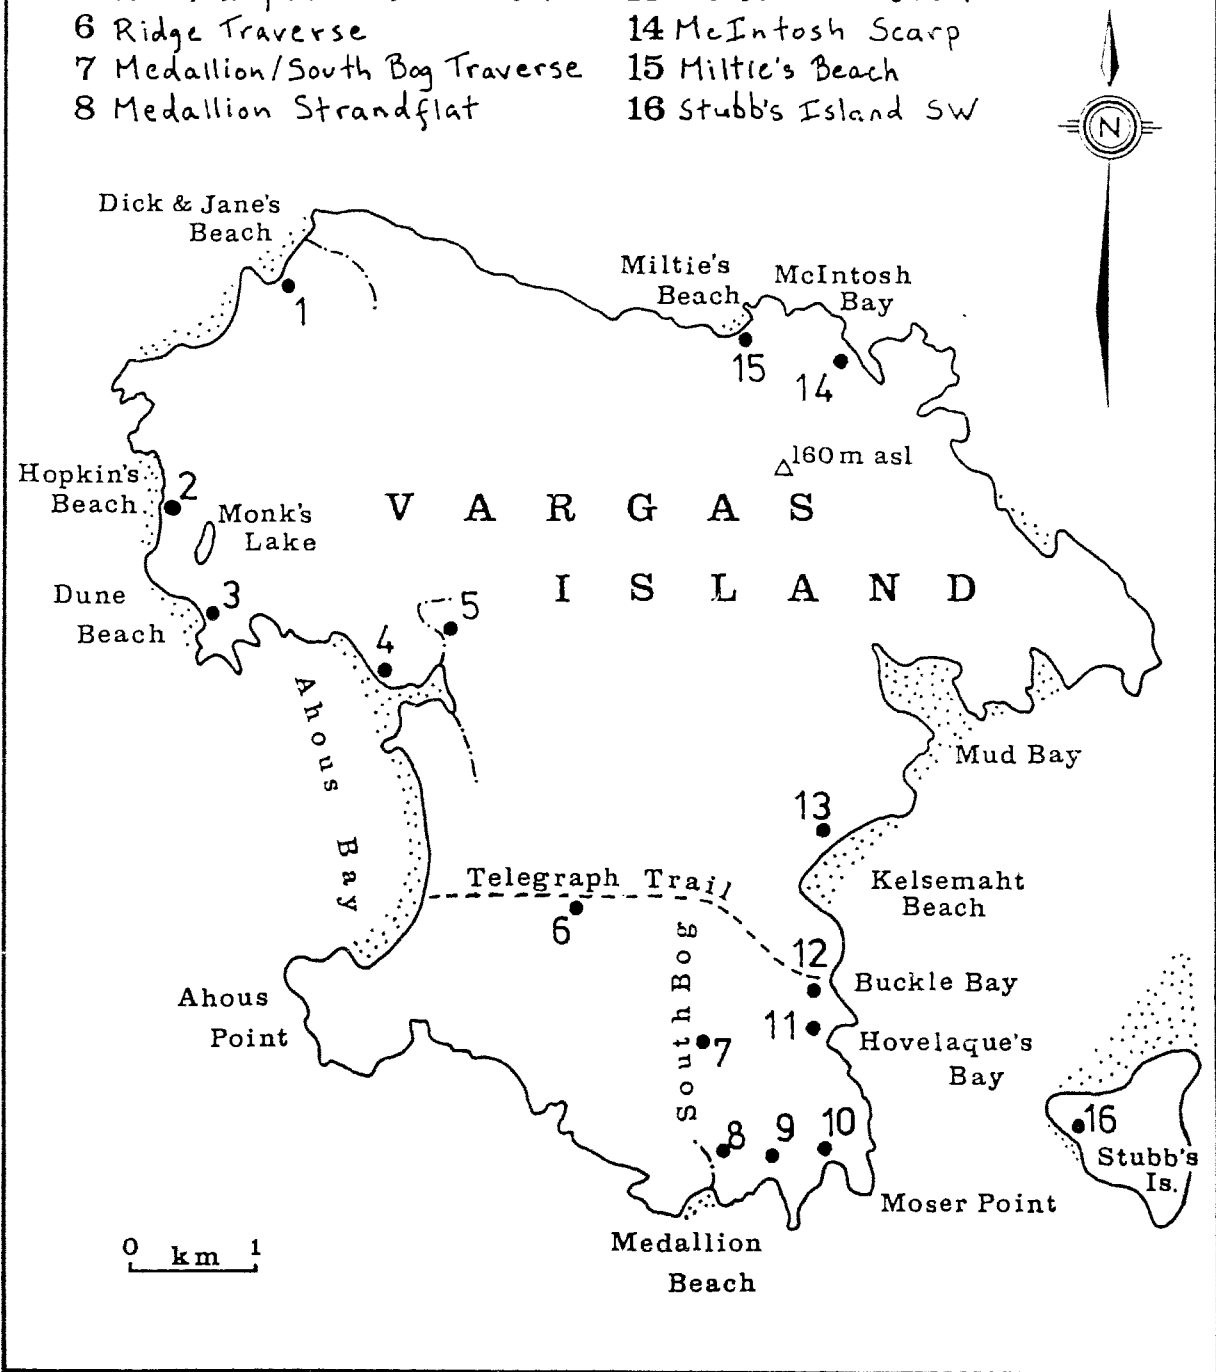 6 Ridge Traverse
14 McIntosh Scarp
7 Medallion/South Bog Traverse
15 Miltie's Beach
8 Medallion Strandflat
16 Stubb's Island SW
N
Dick & Jane's
Beach
1
Miltie's
Beach
McIntosh
Bay
15
14
160 m asl
Hopkin's
Beach
2
Monk's
Lake
VARGAS
ISLAND
Dune
Beach
3
4
5
Ahous Bay
Mud Bay
13
Kelsemaht
Beach
Telegraph Trail
6
South Bog
12
Buckle Bay
Ahous
Point
11
Hovelaque's
Bay
7
8
9
10
16
Stubb's
Is.
Moser Point
Medallion
Beach
0 km 1